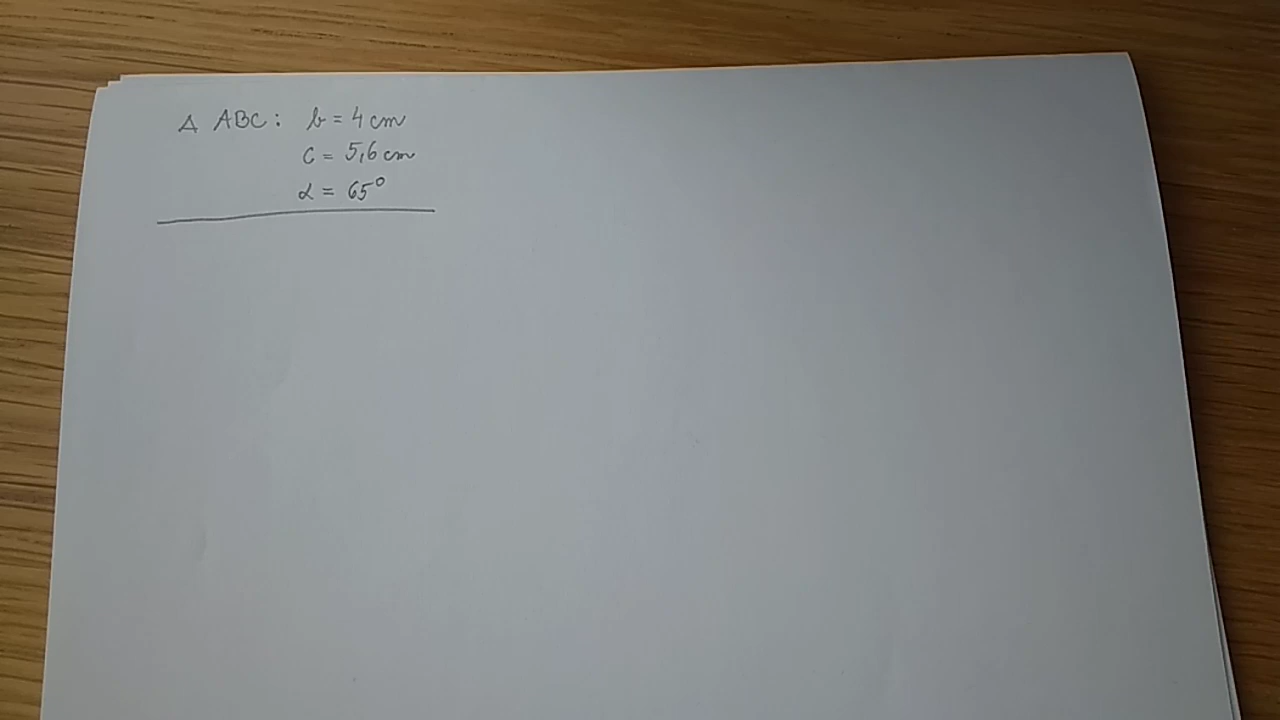 △ ABC: b = 4 cm
c = 5,6 cm
α = 65°